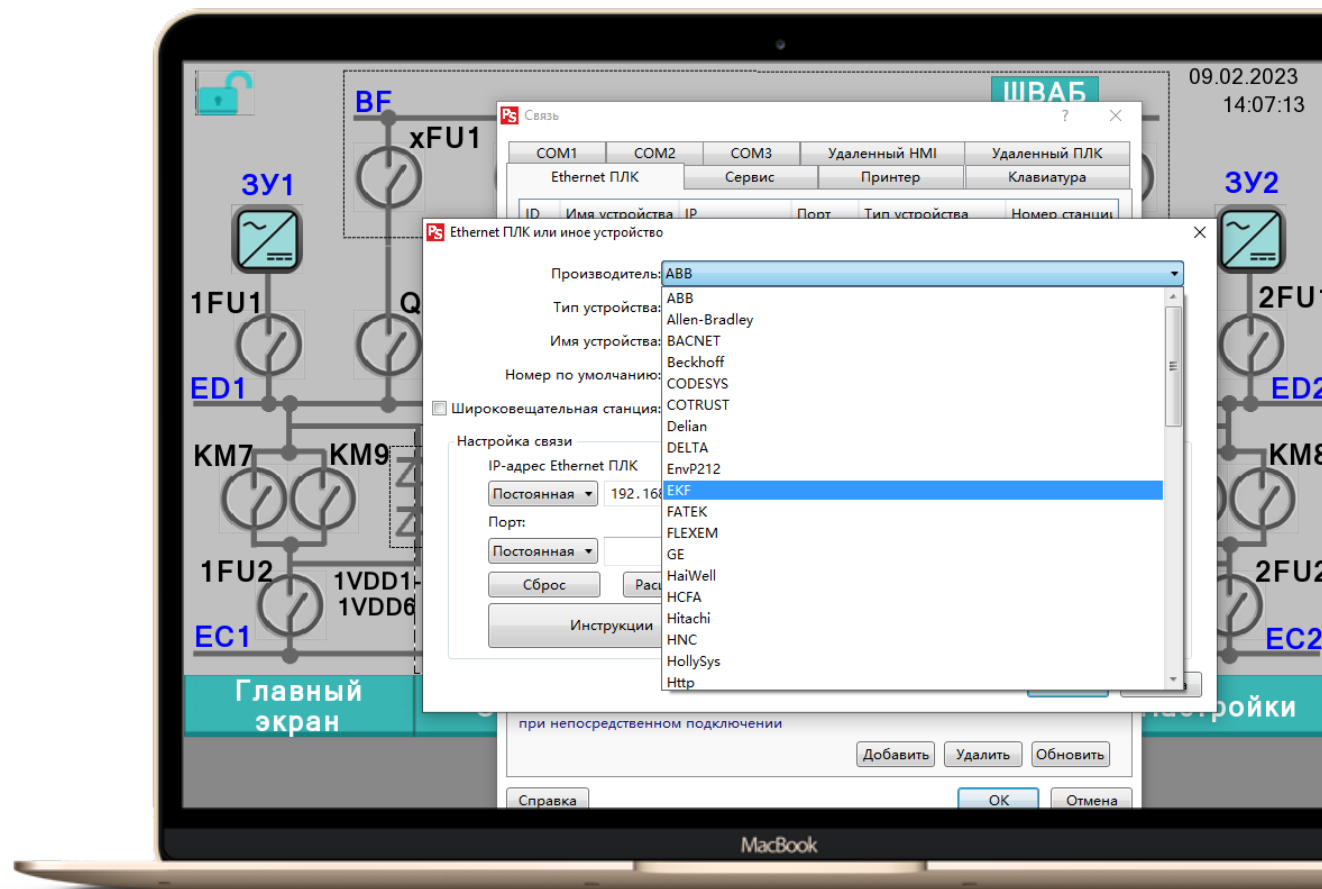 09.02.2023
14:07:13
ШВАБ
BF
xFU1
ЗУ1
ЗУ2
1FU1
ED1
ED2
KM7
KM9
1FU2
2FU2
1VDD1-
1VDD6
EC1
EC2
Главный
экран
Связь
?
COM1 COM2 COM3 Удаленный HMI Удаленный ПЛК
Ethernet ПЛК Сервис Принтер Клавиатура
ID Имя устройства IP Порт Тип устройства Номер станции
Ethernet ПЛК или иное устройство
Производитель: ABB
Тип устройства:
Имя устройства:
Номер по умолчанию:
Широковещательная станция:
Настройка связи
IP-адрес Ethernet ПЛК
Постоянная 192.168
Порт:
Постоянная
Сброс
Инструкции
ABB
Allen-Bradley
BACNET
Beckhoff
CODESYS
COTRUST
Delian
DELTA
EnvP212
EKF
FATEK
FLEXEM
GE
HaiWell
HCFA
Hitachi
HNC
HollySys
Http
при непосредственном подключении
Добавить Удалить Обновить
Справка OK Отмена
MacBook